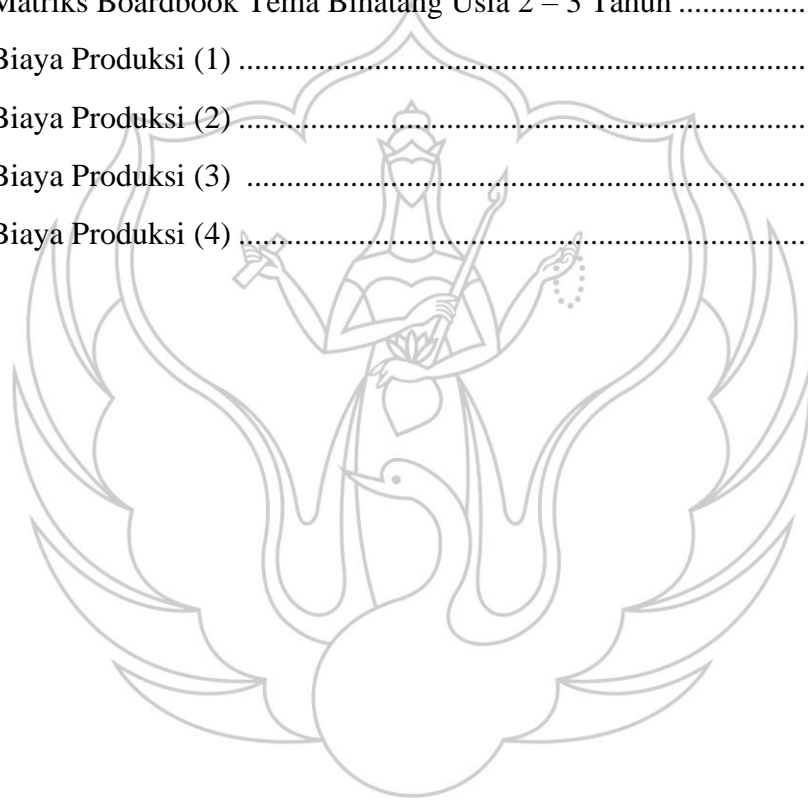 Matriks Boardbook Tema Binatang Usia 2 – 3 Tahun ................
Biaya Produksi (1) ........................................................................
Biaya Produksi (2) ........................................................................
Biaya Produksi (3) .......................................................................
Biaya Produksi (4) ........................................................................